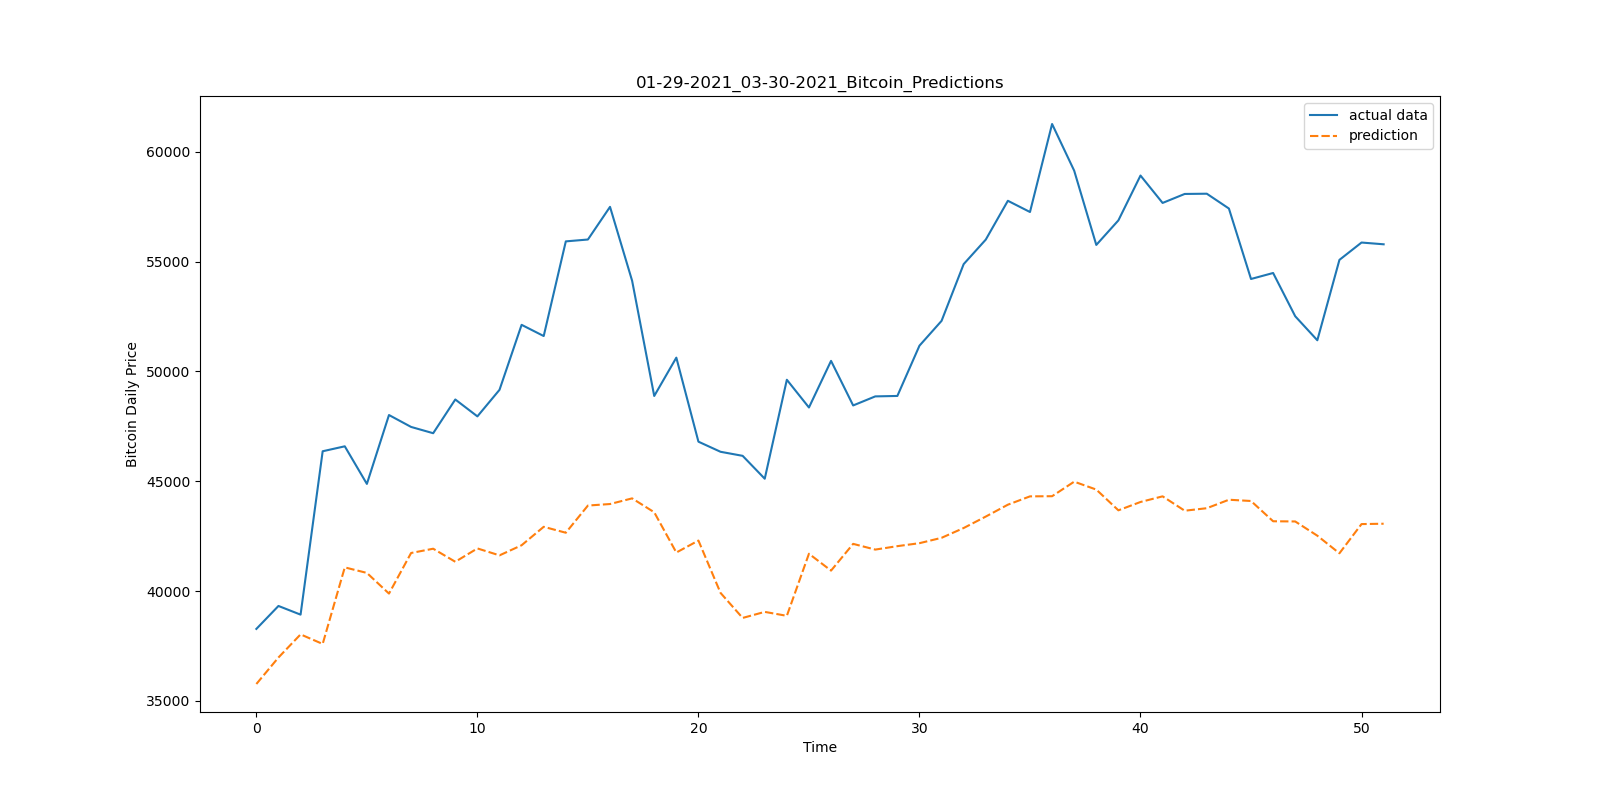 01-29-2021_03-30-2021_Bitcoin_Predictions
actual data
prediction
60000
55000
50000
45000
40000
35000
Bitcoin Daily Price
0 10 20 30 40 50
Time